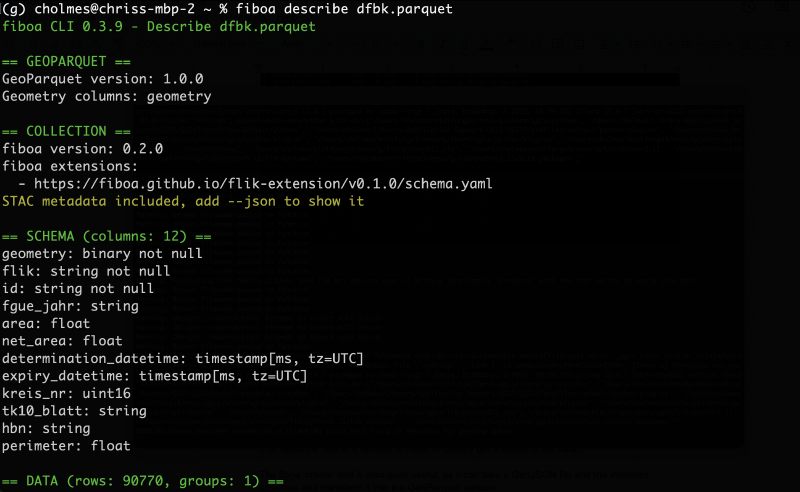 (g) cholmes@chriss-mbp-2 ~ % fiboa describe dfbk.parquet
fiboa CLI 0.3.9 - Describe dfbk.parquet
== GEOPARQUET ==
GeoParquet version: 1.0.0
Geometry columns: geometry
== COLLECTION ==
fiboa version: 0.2.0
fiboa extensions:
- https://fiboa.github.io/flik-extension/v0.1.0/schema.yaml
STAC metadata included, add --json to show it
== SCHEMA (columns: 12) ==
geometry: binary not null
flik: string not null
id: string not null
fgue_jahr: string
area: float
net_area: float
determination_datetime: timestamp[ms, tz=UTC]
expiry_datetime: timestamp[ms, tz=UTC]
kreis_nr: uint16
tk10_blatt: string
hbn: string
perimeter: float
== DATA (rows: 90770, groups: 1) ==